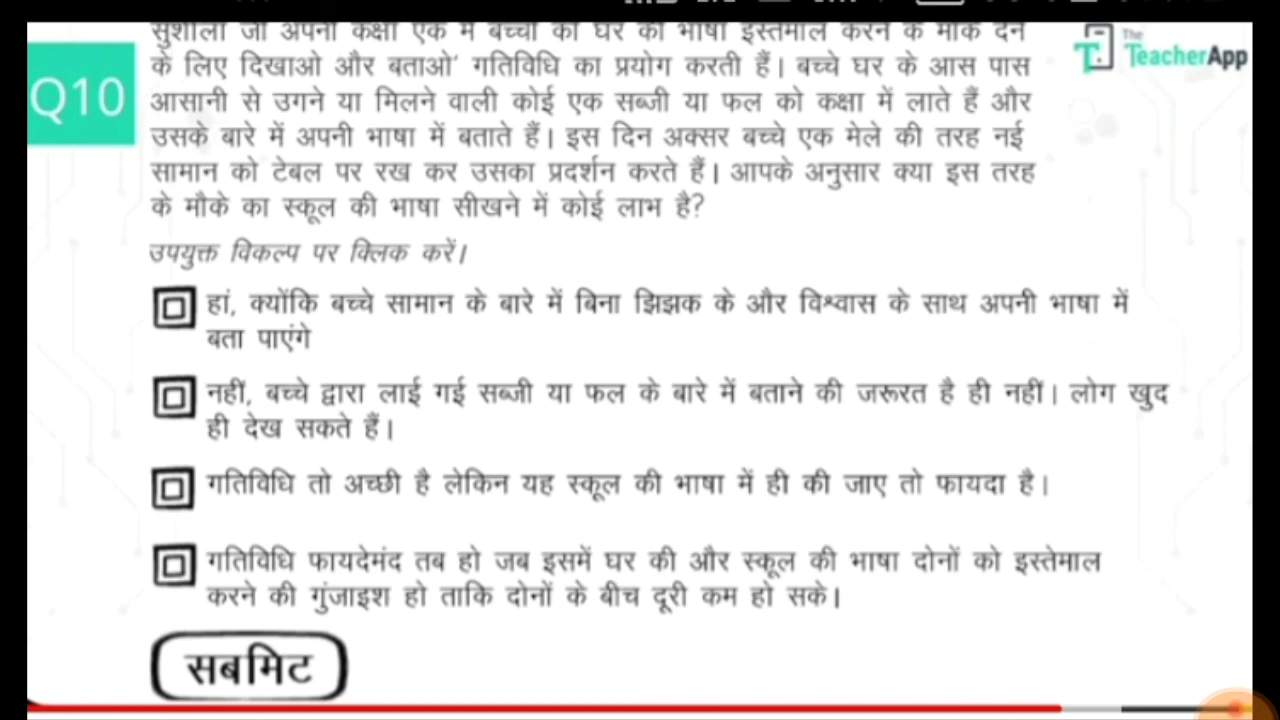 सुशीला जी अपनी कक्षा एक में बच्चों को घर की भाषा इस्तेमाल करने के मौके देने
The
TeacherApp
Q10
के लिए दिखाओ और बताओ’ गतिविधि का प्रयोग करती हैं। बच्चे घर के आस पास
आसानी से उगने या मिलने वाली कोई एक सब्जी या फल को कक्षा में लाते हैं और
उसके बारे में अपनी भाषा में बताते हैं। इस दिन अक्सर बच्चे एक मेले की तरह नई
सामान को टेबल पर रख कर उसका प्रदर्शन करते हैं। आपके अनुसार क्या इस तरह
के मौके का स्कूल की भाषा सीखने में कोई लाभ है?
उपयुक्त विकल्प पर क्लिक करें।
हां, क्योंकि बच्चे सामान के बारे में बिना झिझक के और विश्वास के साथ अपनी भाषा में
बता पाएंगे
नहीं, बच्चे द्वारा लाई गई सब्जी या फल के बारे में बताने की जरूरत है ही नहीं। लोग खुद
ही देख सकते हैं।
गतिविधि तो अच्छी है लेकिन यह स्कूल की भाषा में ही की जाए तो फायदा है।
गतिविधि फायदेमंद तब हो जब इसमें घर की और स्कूल की भाषा दोनों को इस्तेमाल
करने की गुंजाइश हो ताकि दोनों के बीच दूरी कम हो सके।
सबमिट